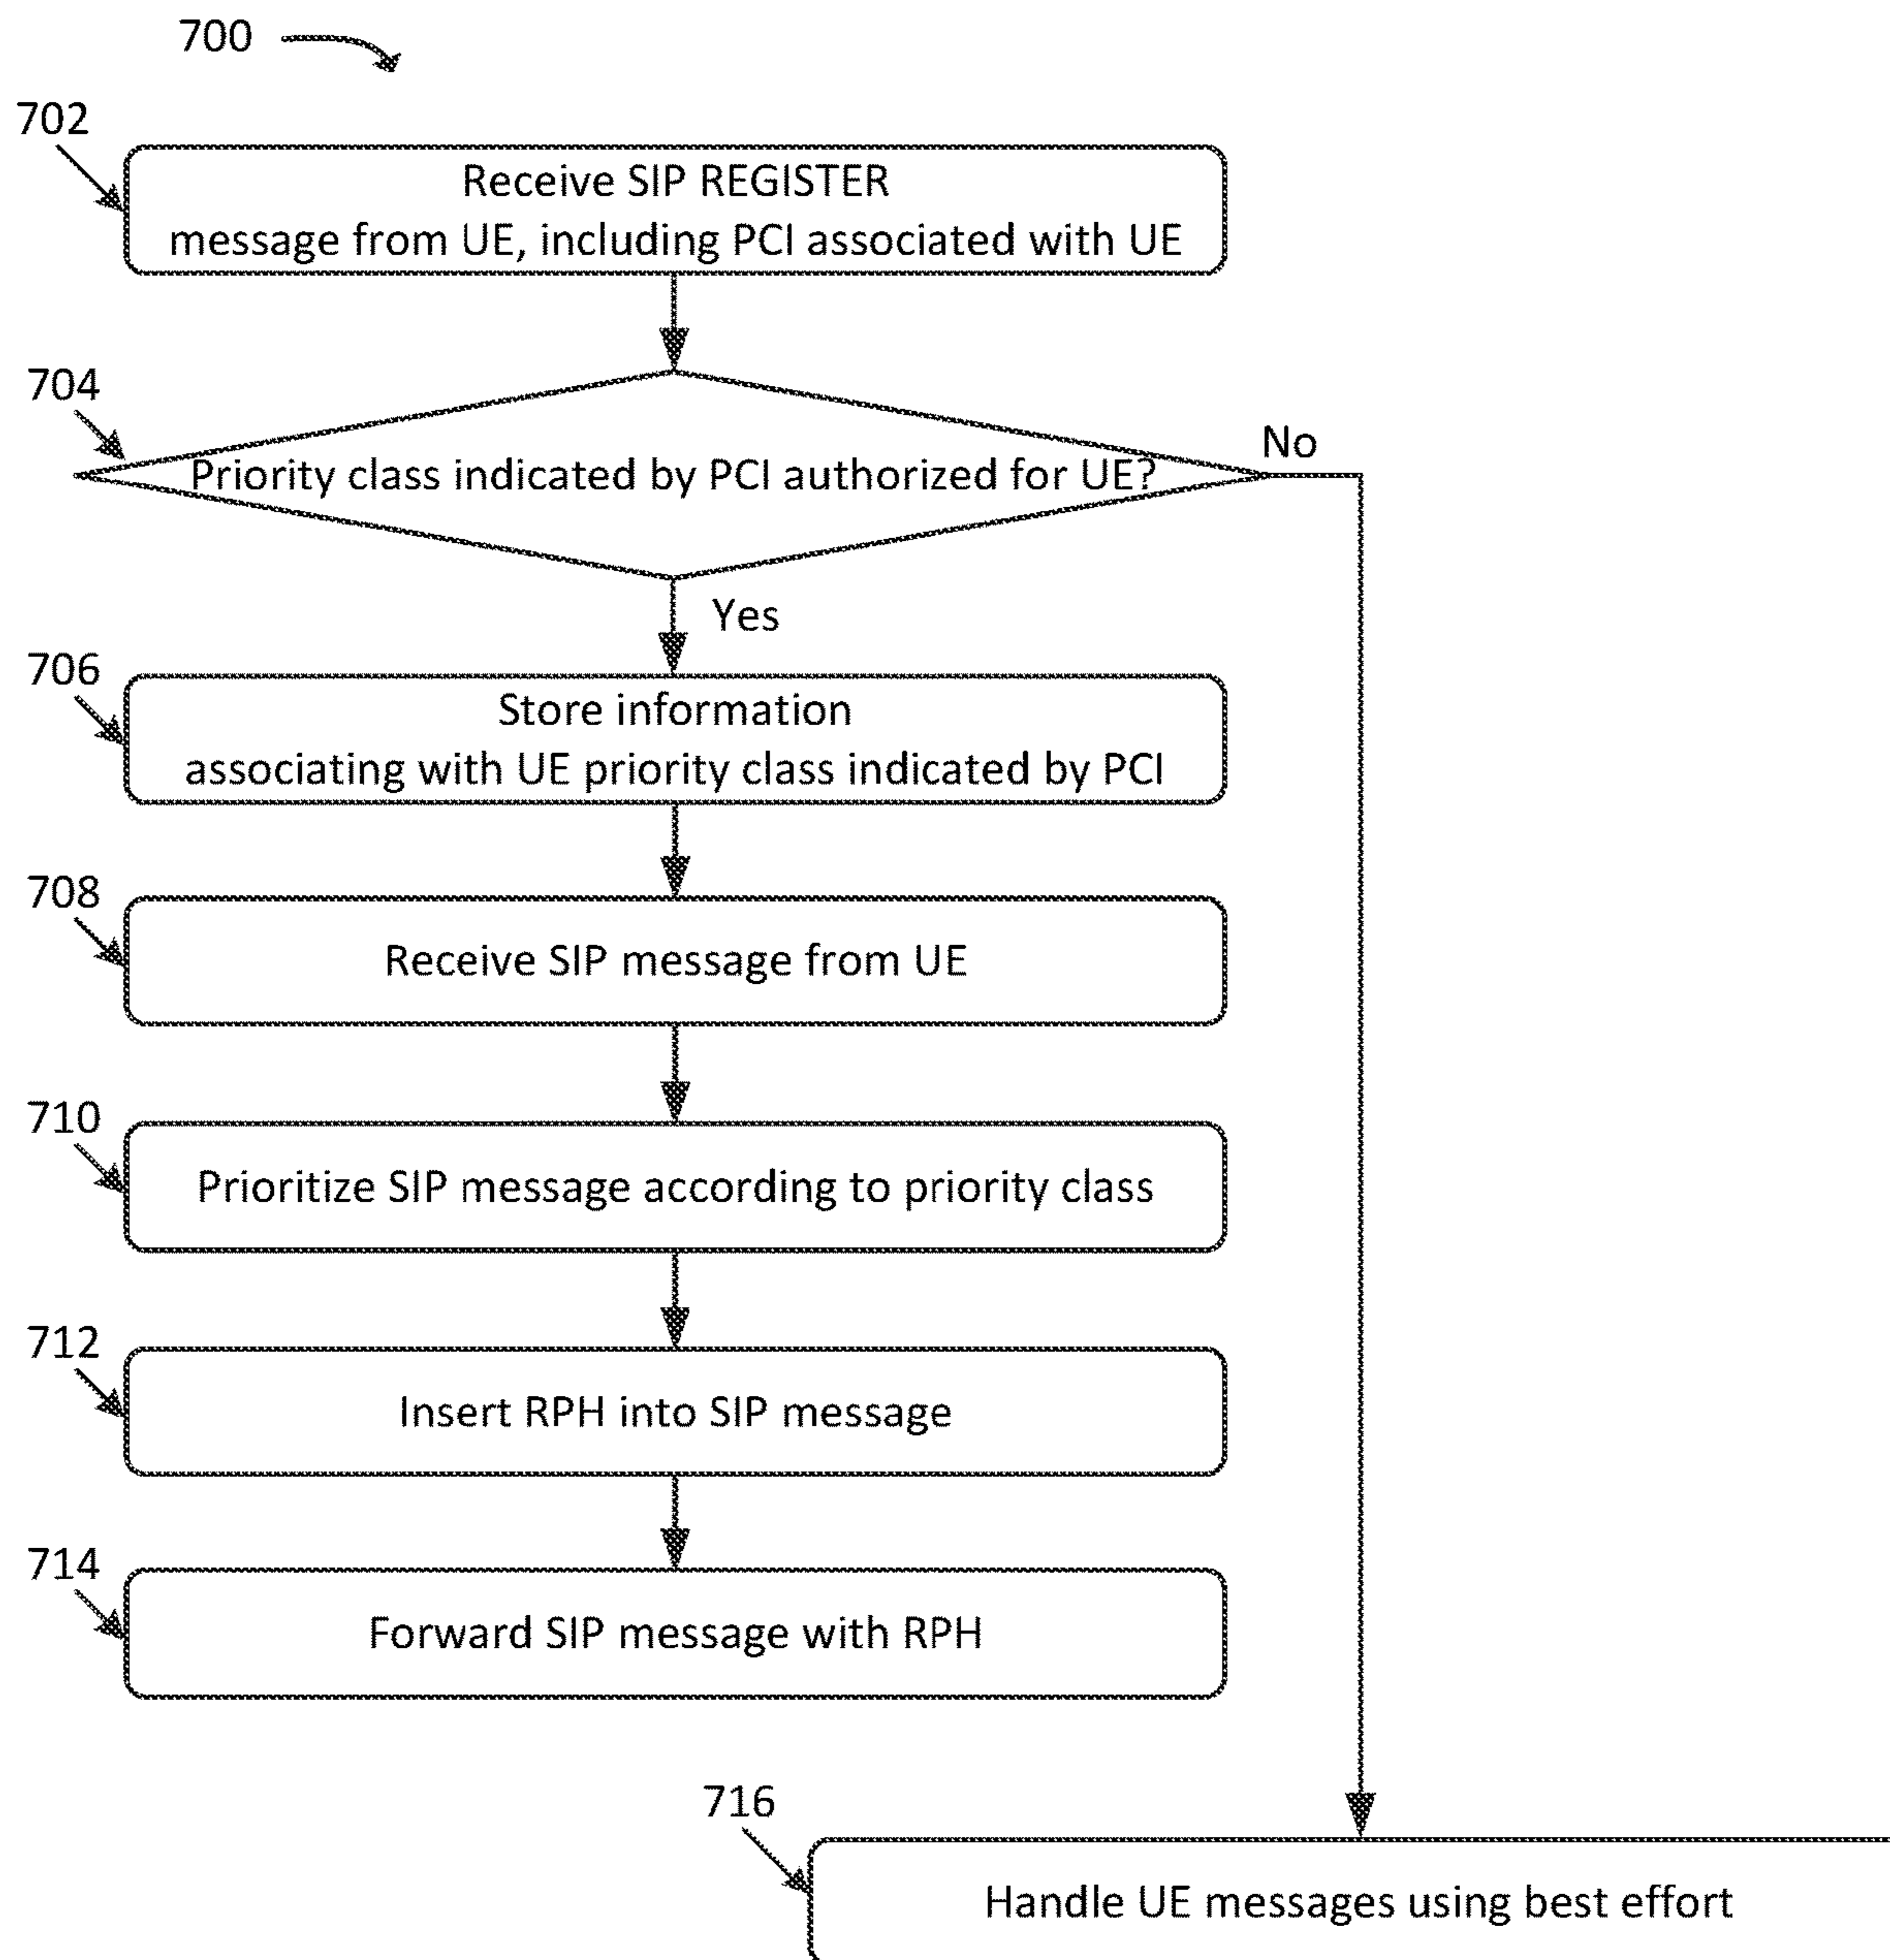 700
702
Receive SIP REGISTER
message from UE, including PCI associated with UE
704
Priority class indicated by PCI authorized for UE?
No
Yes
706
Store information
associating with UE priority class indicated by PCI
708
Receive SIP message from UE
710
Prioritize SIP message according to priority class
712
Insert RPH into SIP message
714
Forward SIP message with RPH
716
Handle UE messages using best effort